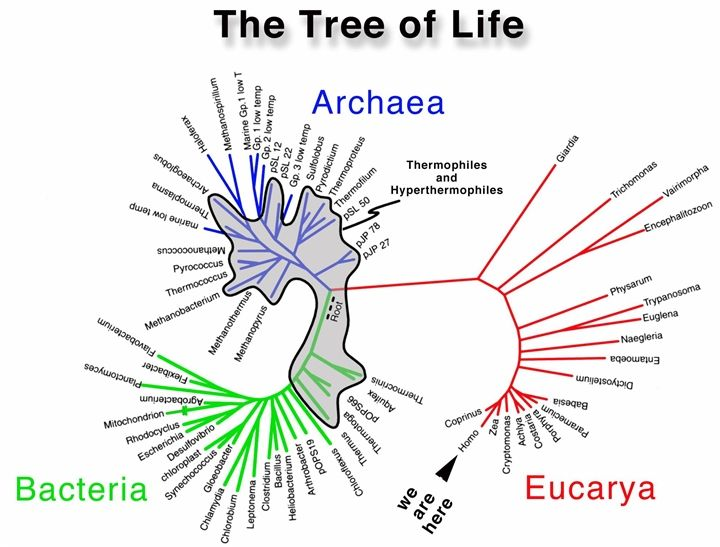 The Tree of Life
Archaea
Thermophiles
and
Hyperthermophiles
Haloferax
Methanospirillum
Marine Gp.1 low T
Gp. 1 low temp
Gp. 2 low temp
pSL 12
pSL 22
Gp. 3 low temp
Sulfolobus
Pyrodictium
Thermoproteus
Thermofilum
pSL 50
pJP 78
pJP 27
Archaeoglobus
Thermoplasma
marine low temp
Methanococcus
Pyrococcus
Thermococcus
Methanobacterium
Methanothermus
Methanopyrus
Root
Giardia
Trichomonas
Vairimorpha
Encephalitozoon
Physarum
Trypanosoma
Euglena
Naegleria
Entamoeba
Dictyostelium
Babesia
Paramecium
Porphyra
Costaria
Achlya
Cryptomonas
Zea
Homo
Coprinus
we
are
here
Eucarya
Flavobacterium
Flexibacter
Planctomyces
Agrobacterium
Mitochondrion
Rhodocyclus
Escherichia
Desulfovibrio
chloroplast
Synechococcus
Gloeobacter
Chlamydia
Chlorobium
Leptonema
Clostridium
Bacillus
Heliobacterium
Arthrobacter
pOPS19
Chloroflexus
Thermus
Thermotoga
pOPS66
Aquifex
Thermocrinis
Bacteria